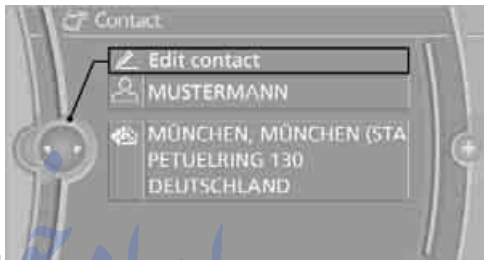 Contact
Edit contact
MUSTERMANN
MÜNCHEN, MÜNCHEN (STA
PETUELRING 130
DEUTSCHLAND